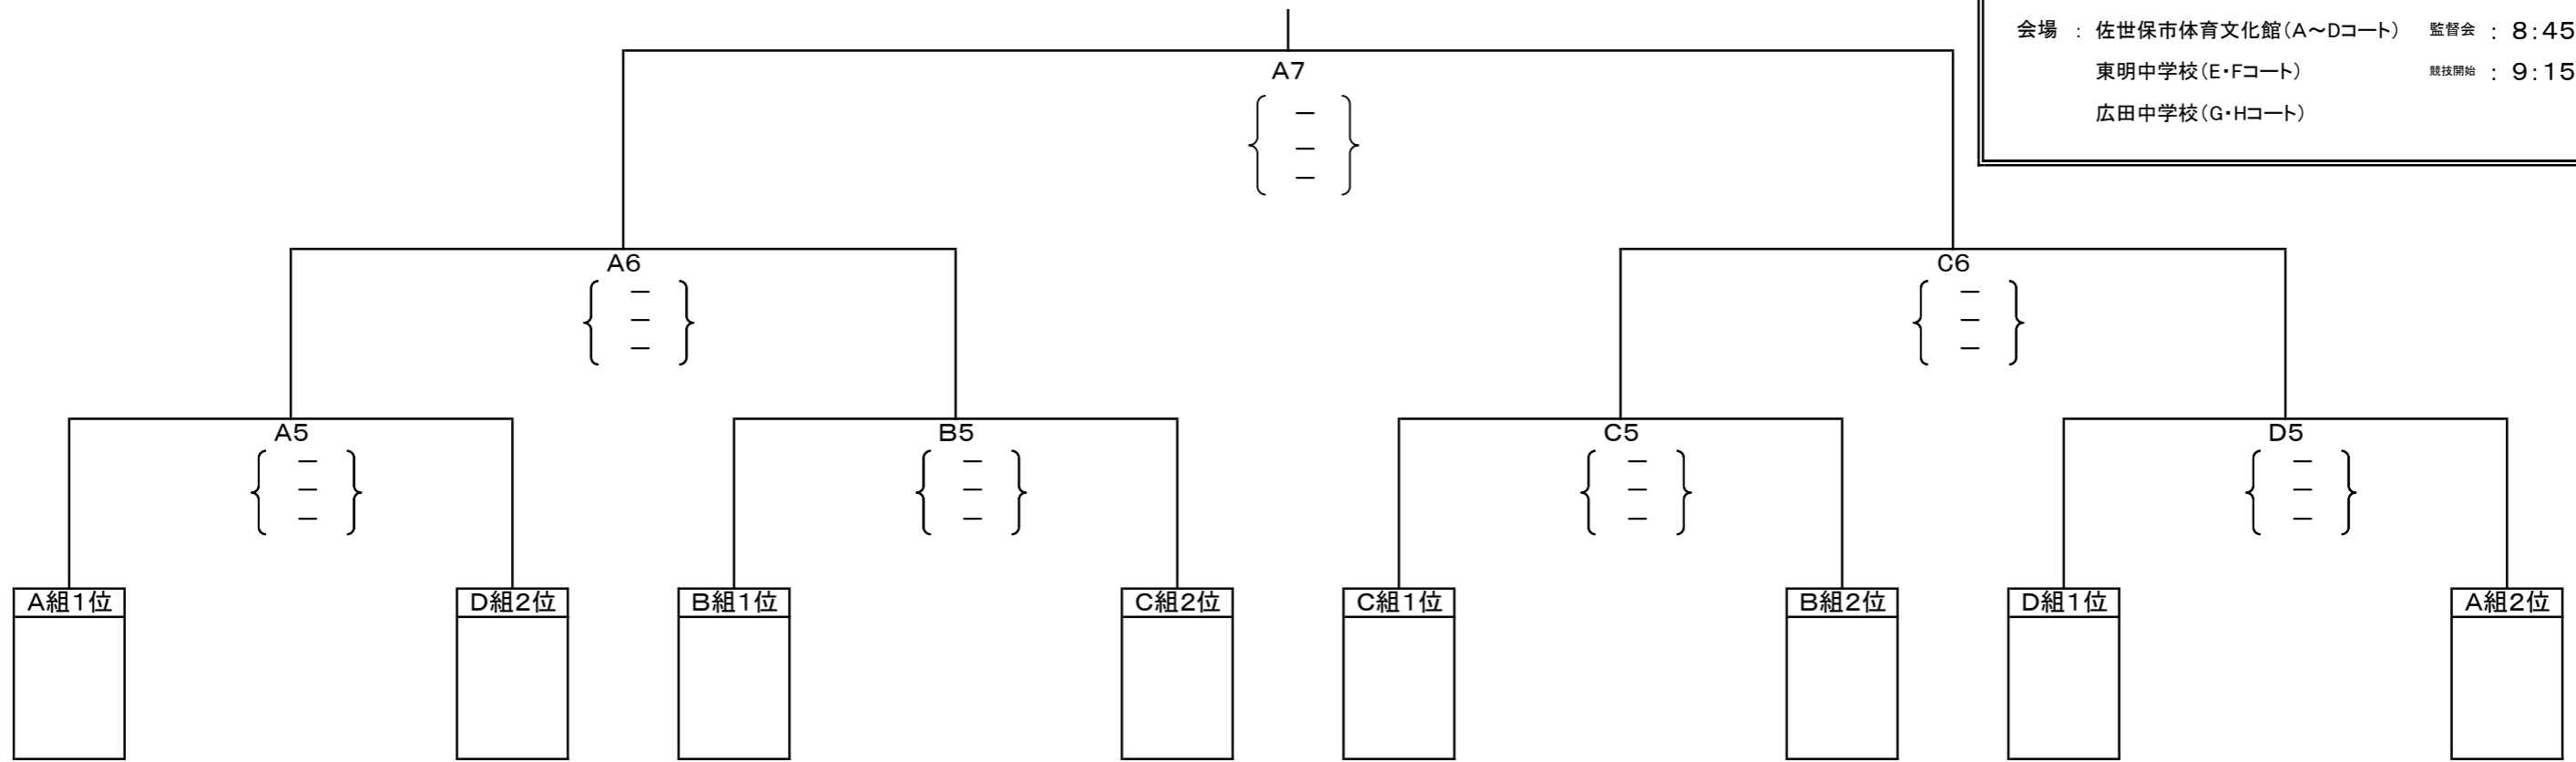 会場 : 佐世保市体育文化館(A~Dコート) 監督会 : 8:45
東明中学校(E・Fコート) 競技開始 : 9:15
広田中学校(G・Hコート)
A7
―
―
―
A6 C6
― ―
― ―
― ―
A5 B5 C5 D5
― ― ― ―
― ― ― ―
― ― ― ―
A組1位 D組2位 B組1位 C組2位 C組1位 B組2位 D組1位 A組2位